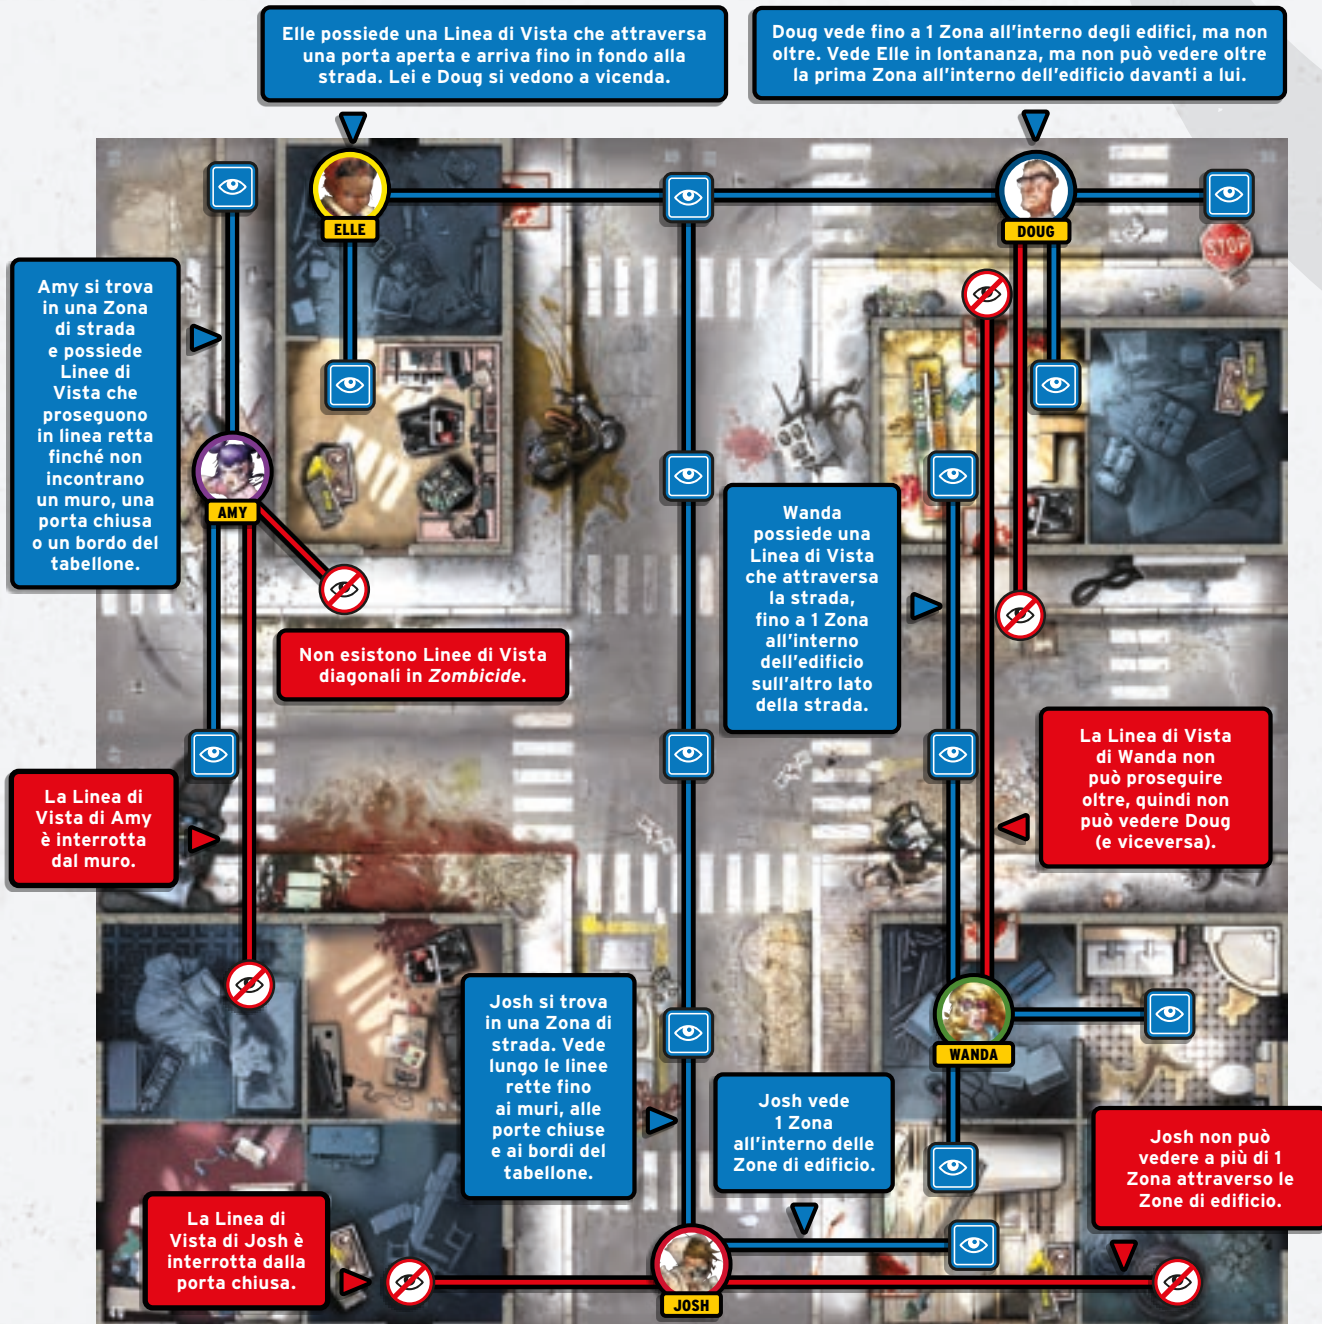 Elle possiede una Linea di Vista che attraversa
una porta aperta e arriva fino in fondo alla
strada. Lei e Doug si vedono a vicenda.
Doug vede fino a 1 Zona all'interno degli edifici, ma non
oltre. Vede Elle in lontananza, ma non può vedere oltre
la prima Zona all'interno dell'edificio davanti a lui.
ELLE
DOUG
STOP
Amy si trova
in una Zona
di strada
e possiede
Linee di
Vista che
proseguono
in linea retta
finché non
incontrano
un muro, una
porta chiusa
o un bordo del
tabellone.
AMY
Non esistono Linee di Vista
diagonali in Zombicide.
Wanda
possiede una
Linea di Vista
che attraversa
la strada,
fino a 1 Zona
all'interno
dell'edificio
sull'altro lato
della strada.
La Linea di Vista
di Wanda non
può proseguire
oltre, quindi non
può vedere Doug
(e viceversa).
La Linea di
Vista di Amy
è interrotta
dal muro.
Josh si trova
in una Zona di
strada. Vede
lungo le linee
rette fino
ai muri, alle
porte chiuse
e ai bordi del
tabellone.
WANDA
Josh vede
1 Zona
all'interno delle
Zone di edificio.
Josh non può
vedere a più di 1
Zona attraverso le
Zone di edificio.
La Linea di
Vista di Josh è
interrotta dalla
porta chiusa.
JOSH